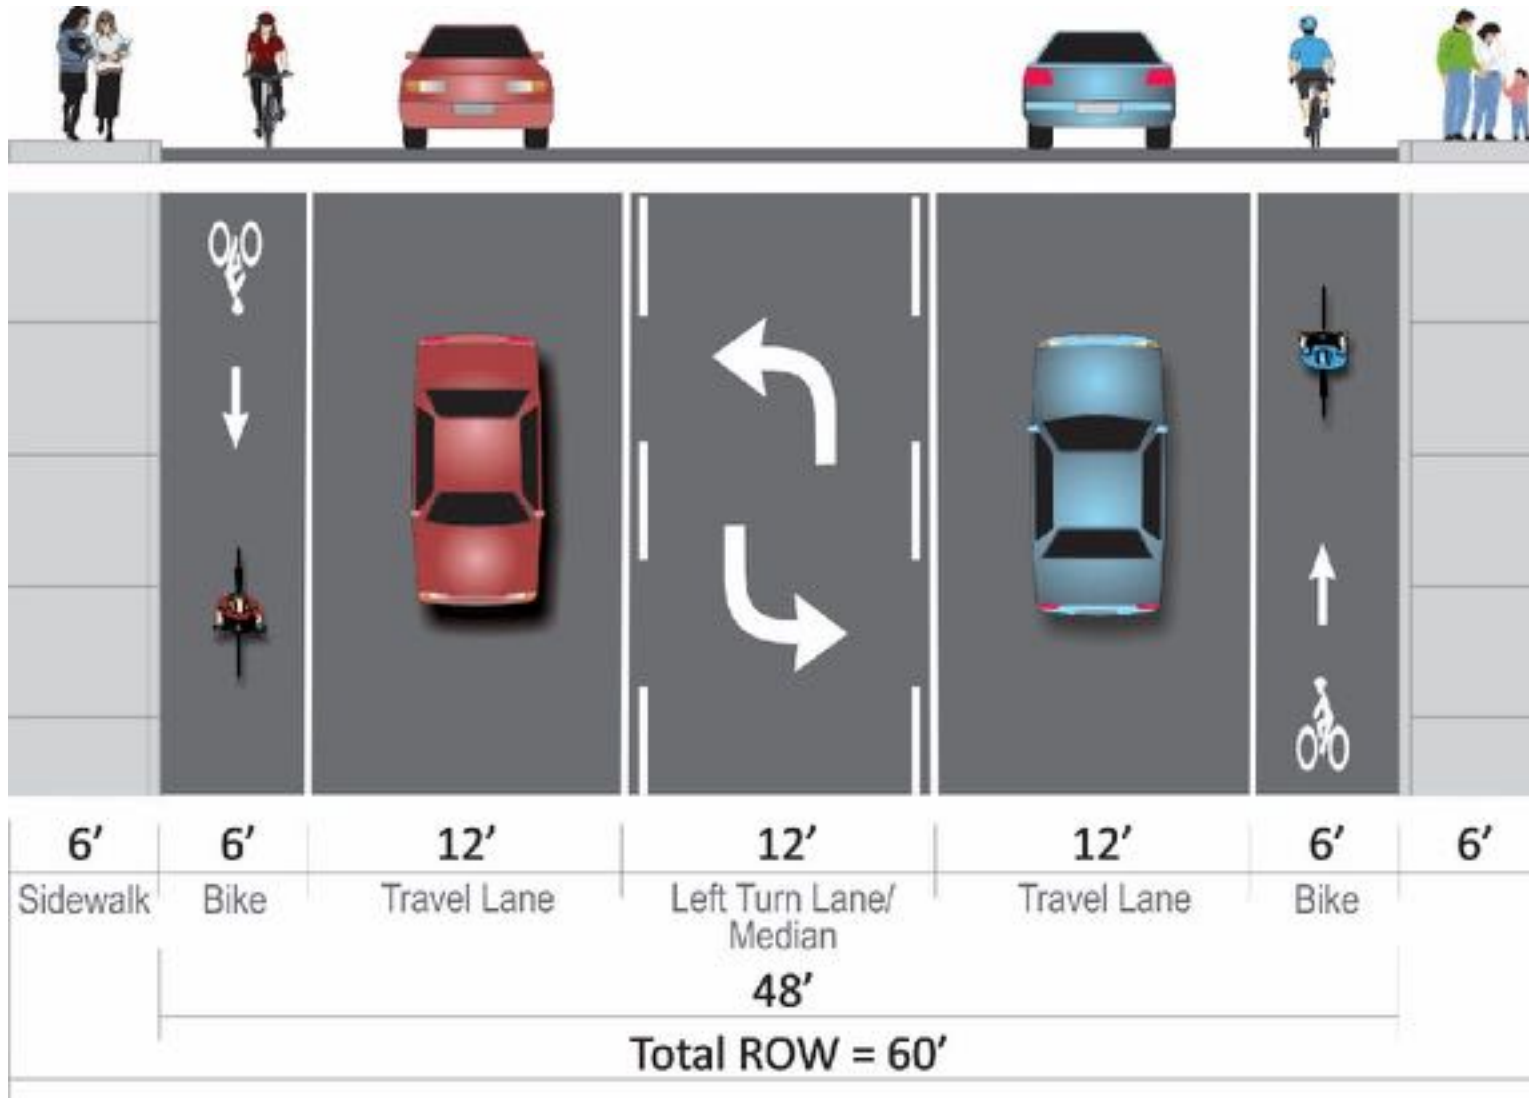 6’ 6’ 12’ 12’ 12’ 6’ 6’
Sidewalk Bike Travel Lane Left Turn Lane/ Travel Lane Bike
Median
48’
Total ROW = 60’